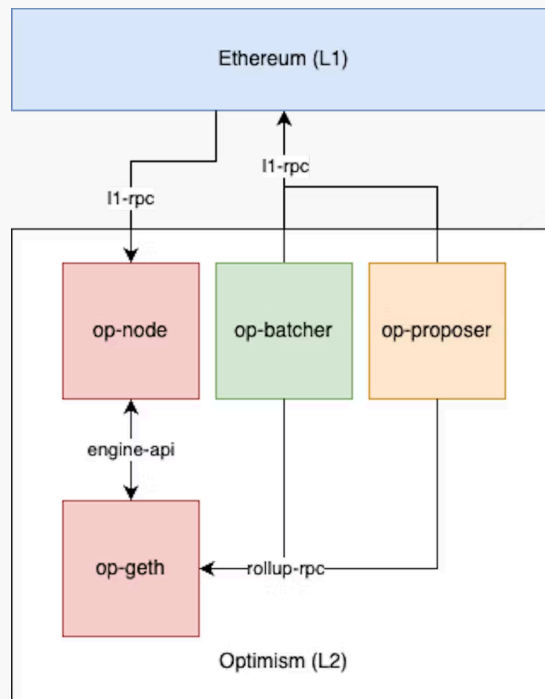 Ethereum (L1)
l1-rpc
l1-rpc
op-node
op-batcher
op-proposer
engine-api
op-geth
rollup-rpc
Optimism (L2)